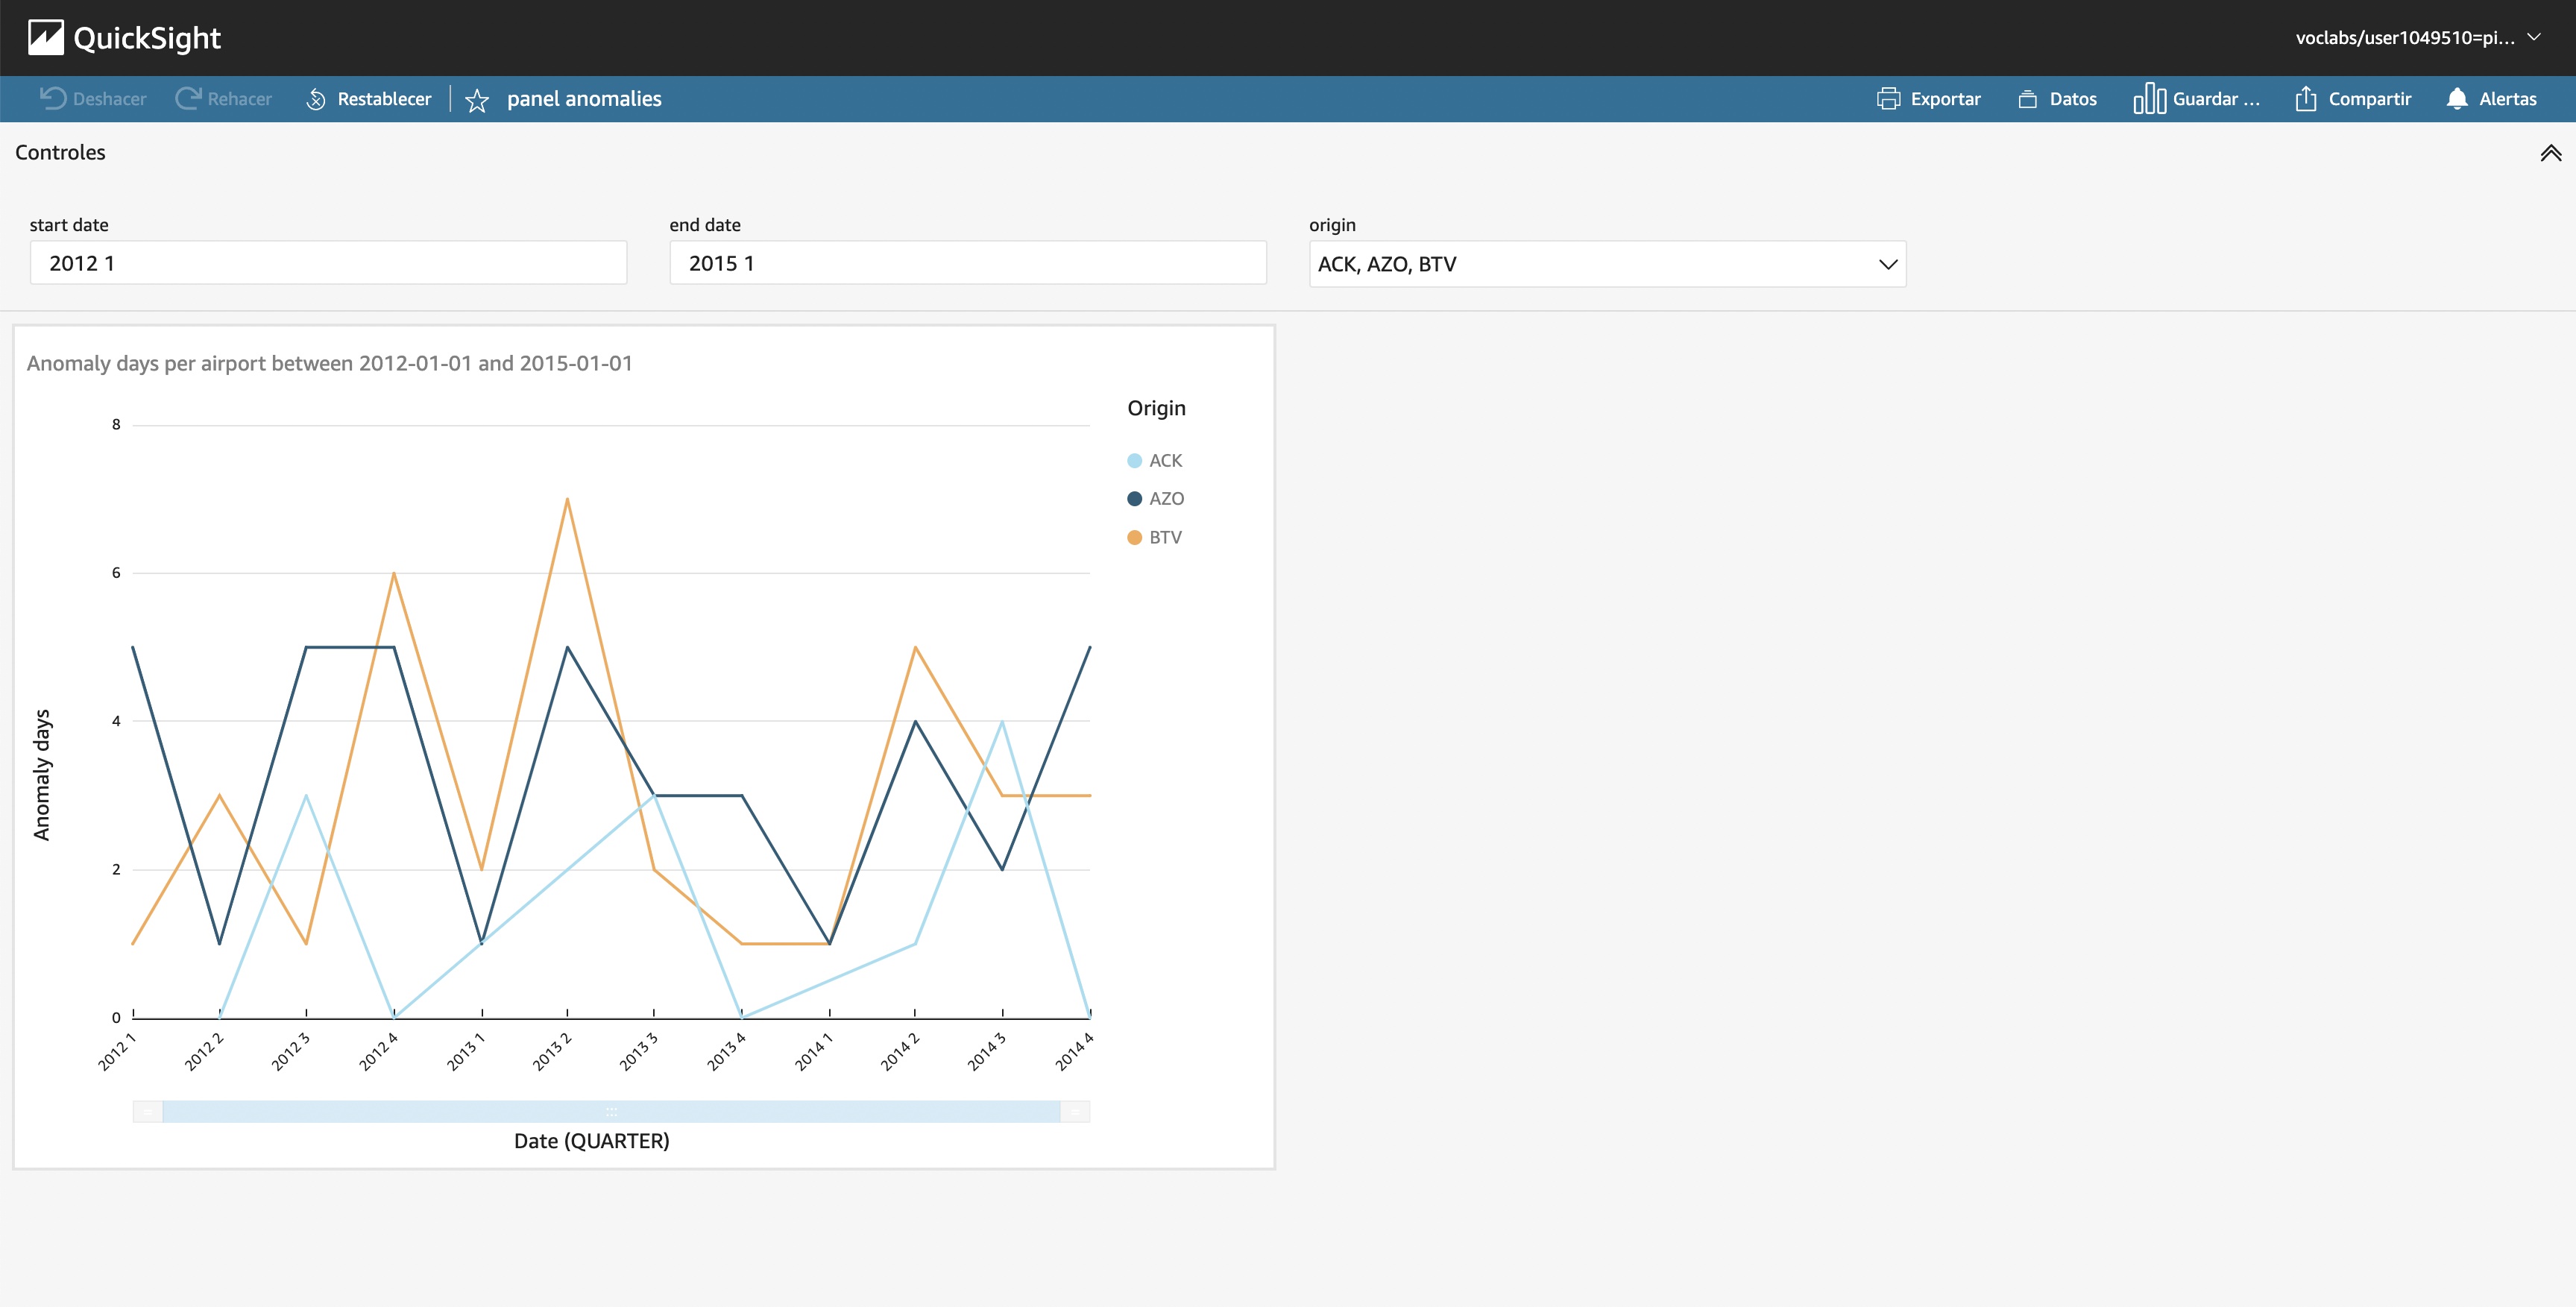 QuickSight
voclabs/user1049510=pi...
Deshacer
Rehacer
Restablecer
panel anomalies
Exportar
Datos
Guardar ...
Compartir
Alertas
Controles
start date
2012 1
end date
2015 1
origin
ACK, AZO, BTV
Anomaly days per airport between 2012-01-01 and 2015-01-01
Origin
ACK
AZO
BTV
Anomaly days
8
6
4
2
0
2012 1
2012 2
2012 3
2012 4
2013 1
2013 2
2013 3
2013 4
2014 1
2014 2
2014 3
2014 4
Date (QUARTER)